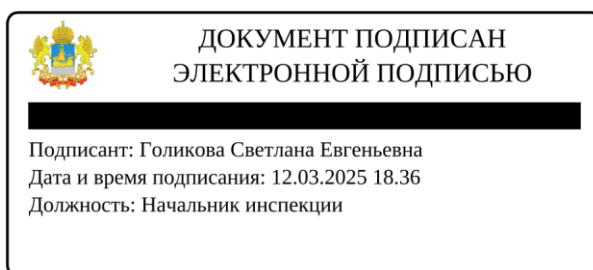 ДОКУМЕНТ ПОДПИСАН
ЭЛЕКТРОННОЙ ПОДПИСЬЮ
Подписант: Голикова Светлана Евгеньевна
Дата и время подписания: 12.03.2025 18.36
Должность: Начальник инспекции